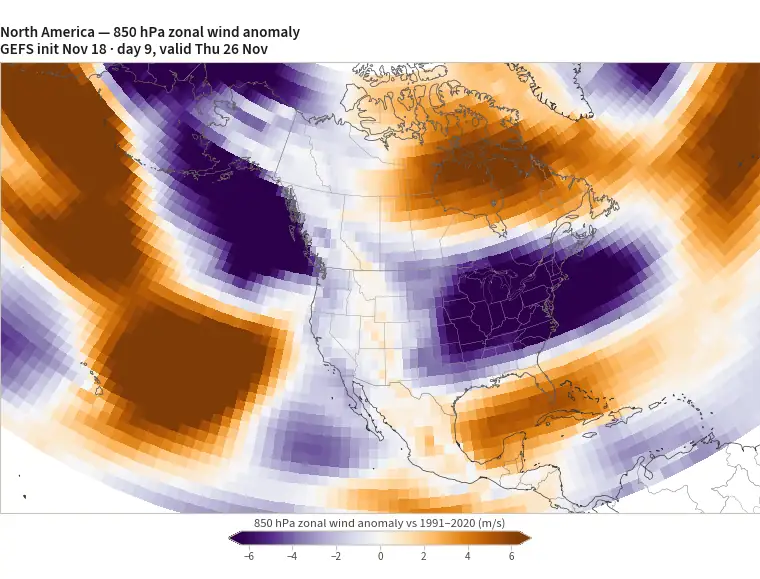 North America — 850 hPa zonal wind anomaly
GEFS init Nov 18 · day 9, valid Thu 26 Nov
850 hPa zonal wind anomaly vs 1991–2020 (m/s)
−6 −4 −2 0 2 4 6